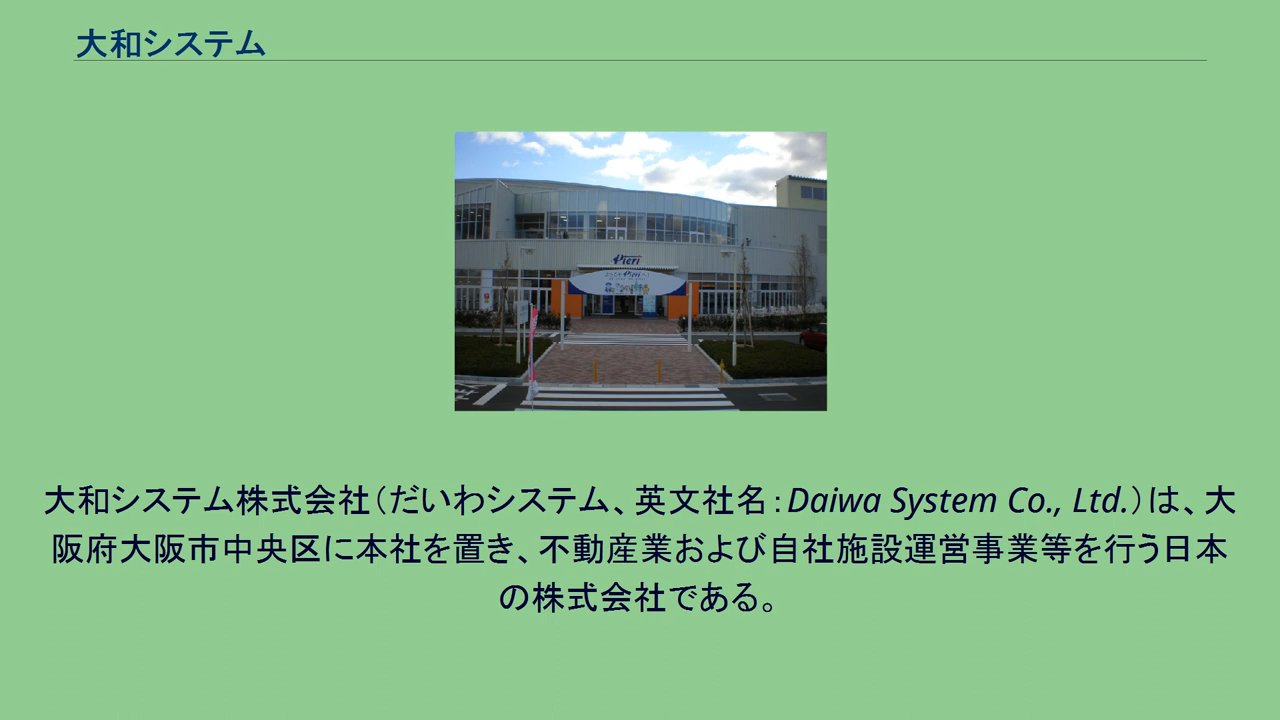 大和システム
Pieri
Pieri
大和システム株式会社（だいわシステム、英文社名：Daiwa System Co., Ltd.）は、大
阪府大阪市中央区に本社を置き、不動産業および自社施設運営事業等を行う日本
の株式会社である。